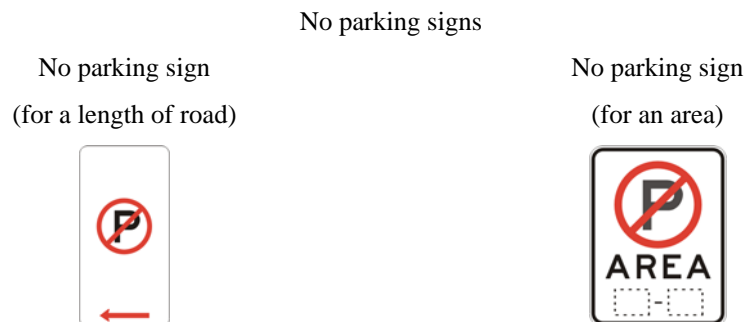 No parking signs
No parking sign
(for a length of road)
No parking sign
(for an area)
P
P
AREA
-